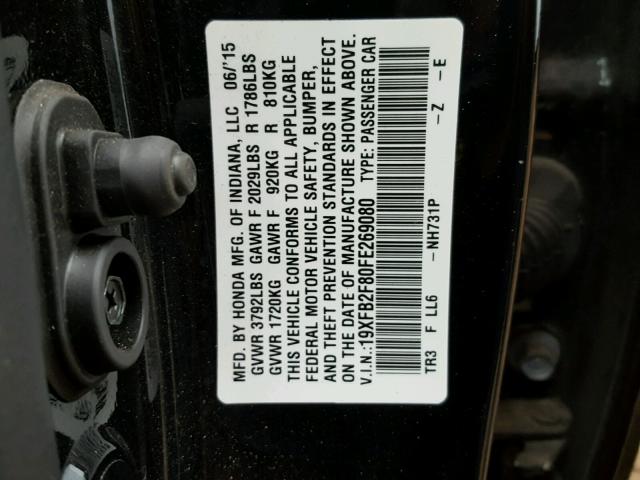 MFD. BY HONDA MFG. OF INDIANA, LLC 06/'15
GVWR 3792LBS GAWR F 2029LBS R 1786LBS
GVWR 1720KG GAWR F 920KG R 810KG
THIS VEHICLE CONFORMS TO ALL APPLICABLE
FEDERAL MOTOR VEHICLE SAFETY, BUMPER,
AND THEFT PREVENTION STANDARDS IN EFFECT
ON THE DATE OF MANUFACTURE SHOWN ABOVE.
V.I.N.:19XFB2F80FE269080 TYPE: PASSENGER CAR
TR3 F LL6 -NH731P -Z -E